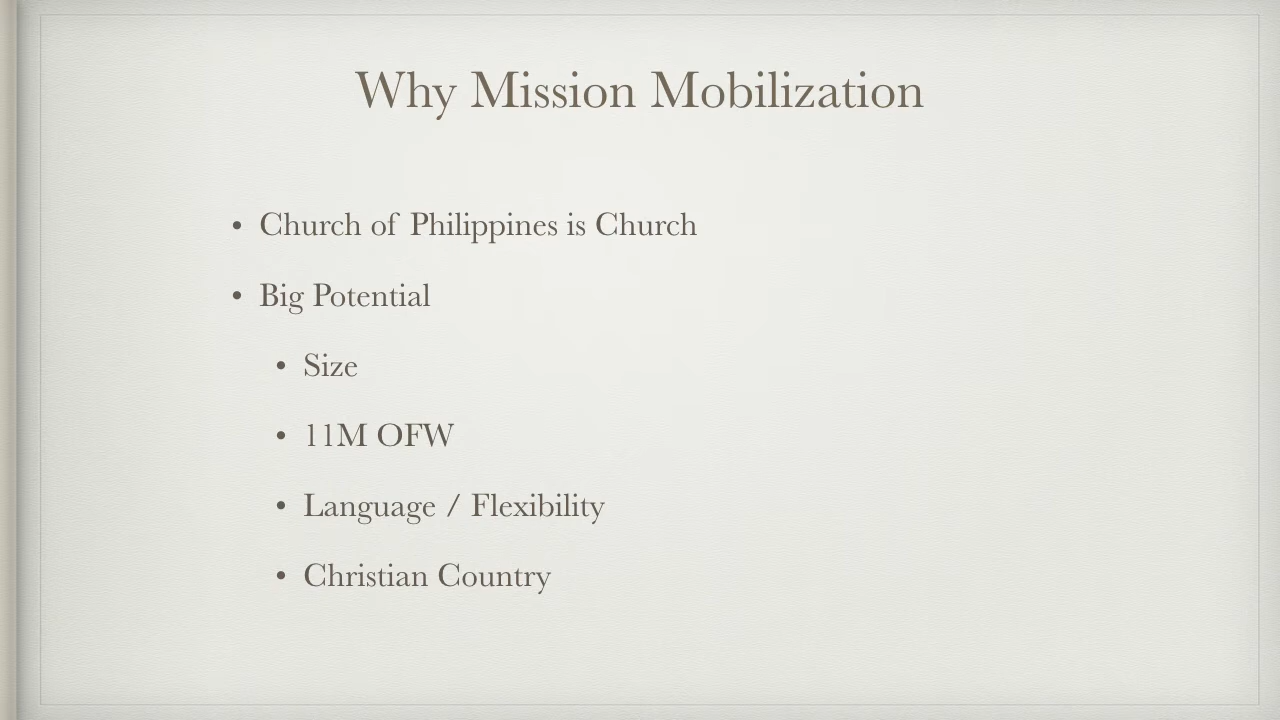 Why Mission Mobilization
• Church of Philippines is Church
• Big Potential
• Size
• 11M OFW
• Language / Flexibility
• Christian Country